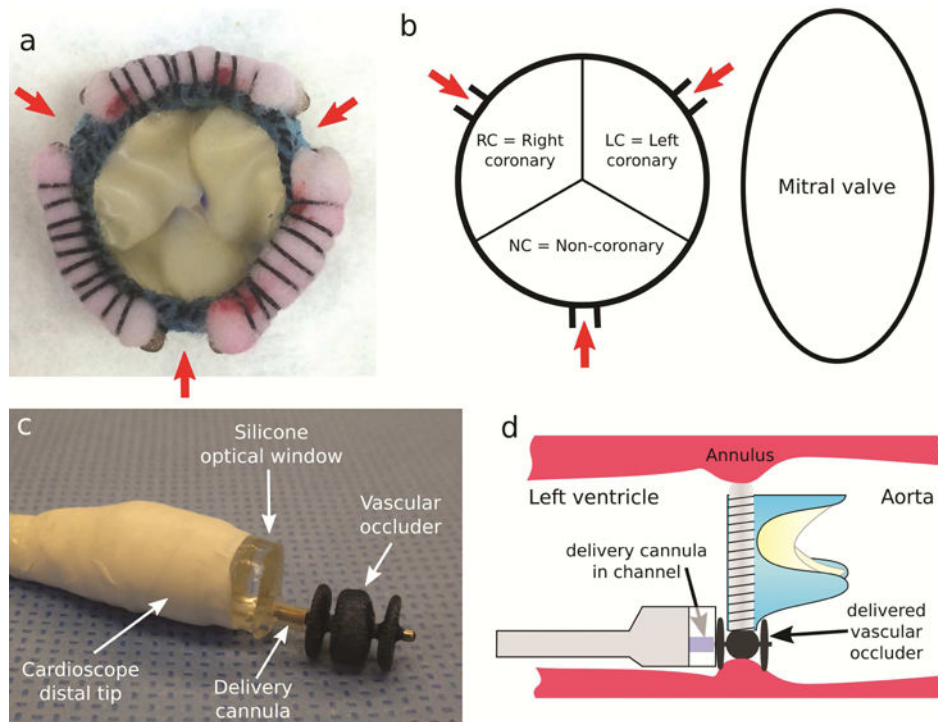 a
b
RC = Right
coronary
LC = Left
coronary
NC = Non-coronary
Mitral valve
c
Silicone
optical window
Vascular
occluder
Cardioscope
distal tip
Delivery
cannula
d
Annulus
Left ventricle
Aorta
delivery cannula
in channel
delivered
vascular
occluder